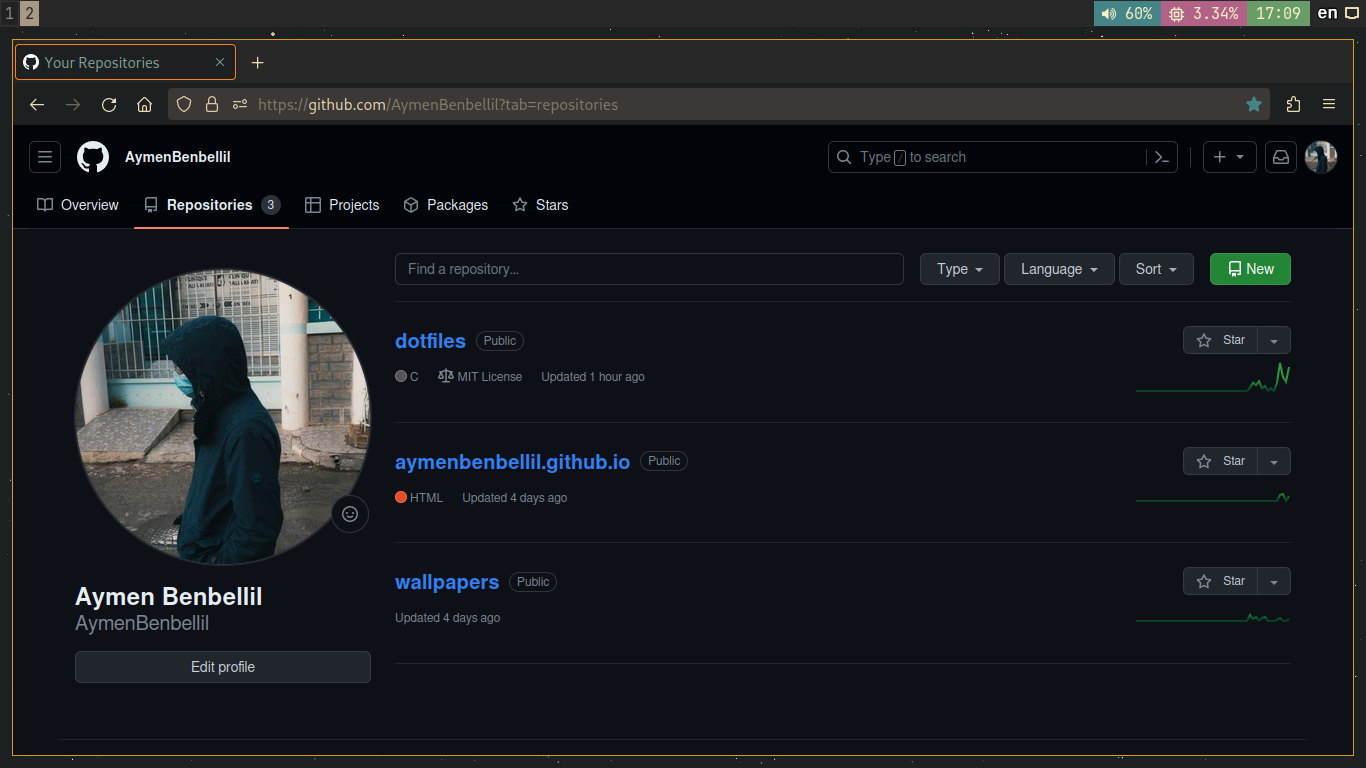 1 2 60% 3.34% 17:09 en
Your Repositories
https://github.com/AymenBenbellil?tab=repositories
AymenBenbellil
Type / to search
Overview Repositories 3 Projects Packages Stars
Find a repository...
Type Language Sort New
dotfiles Public Star
C MIT License Updated 1 hour ago
aymenbenbellil.github.io Public Star
HTML Updated 4 days ago
wallpapers Public Star
Updated 4 days ago
Aymen Benbellil
AymenBenbellil
Edit profile